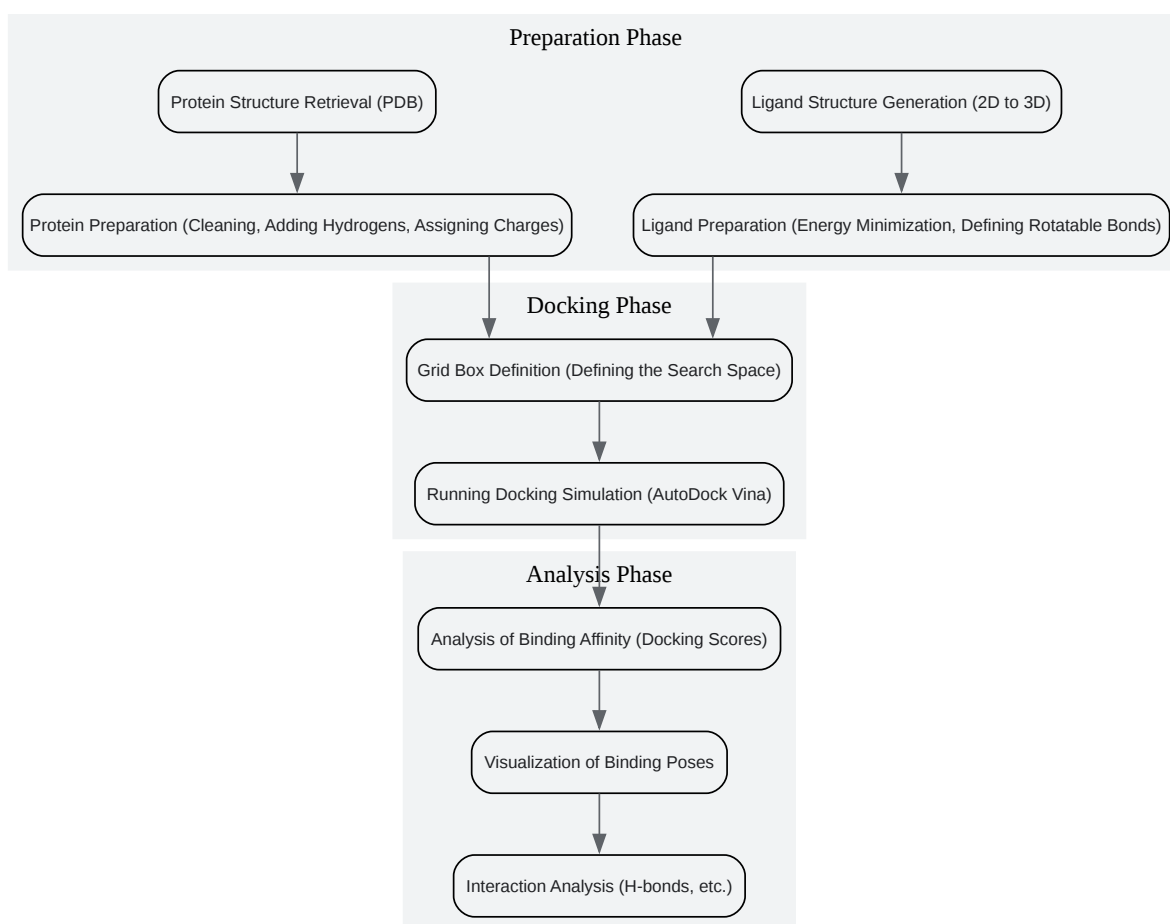 Preparation Phase
Protein Structure Retrieval (PDB)
Ligand Structure Generation (2D to 3D)
Protein Preparation (Cleaning, Adding Hydrogens, Assigning Charges)
Ligand Preparation (Energy Minimization, Defining Rotatable Bonds)
Docking Phase
Grid Box Definition (Defining the Search Space)
Running Docking Simulation (AutoDock Vina)
Analysis Phase
Analysis of Binding Affinity (Docking Scores)
Visualization of Binding Poses
Interaction Analysis (H-bonds, etc.)